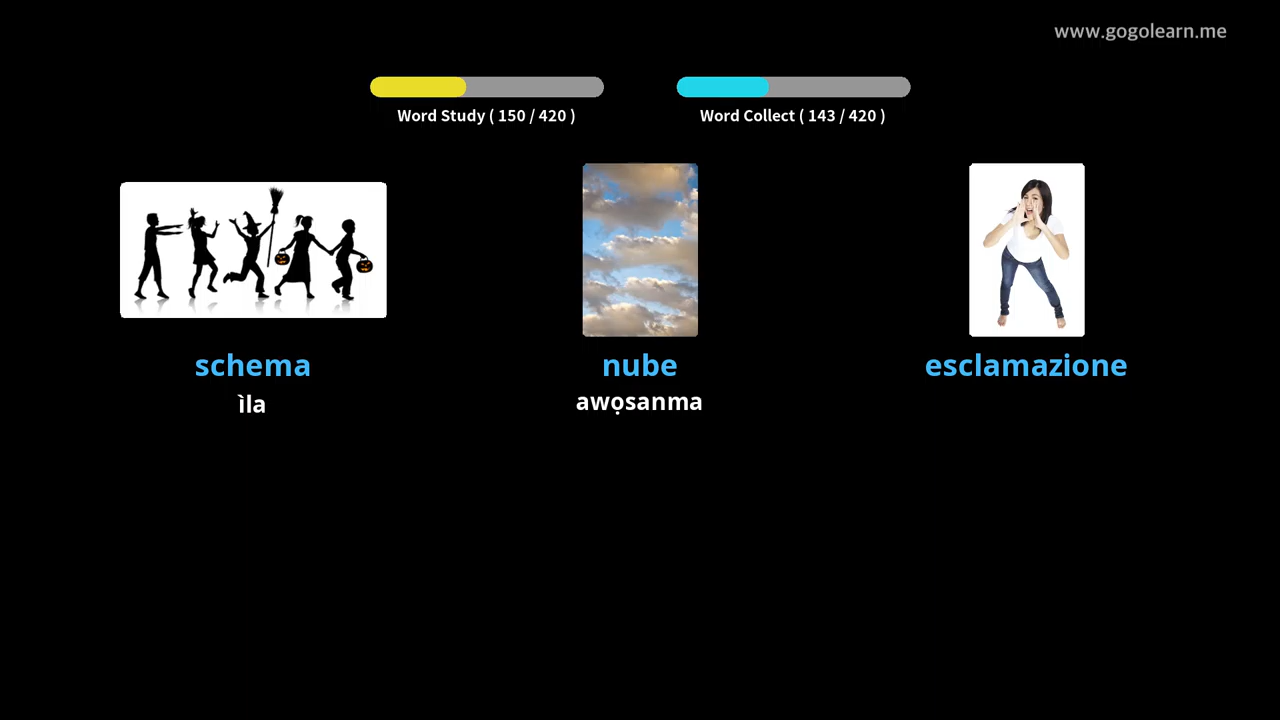 www.gogolearn.me
Word Study ( 150 / 420 )
Word Collect ( 143 / 420 )
schema
nube
esclamazione
ìla
awọsanma